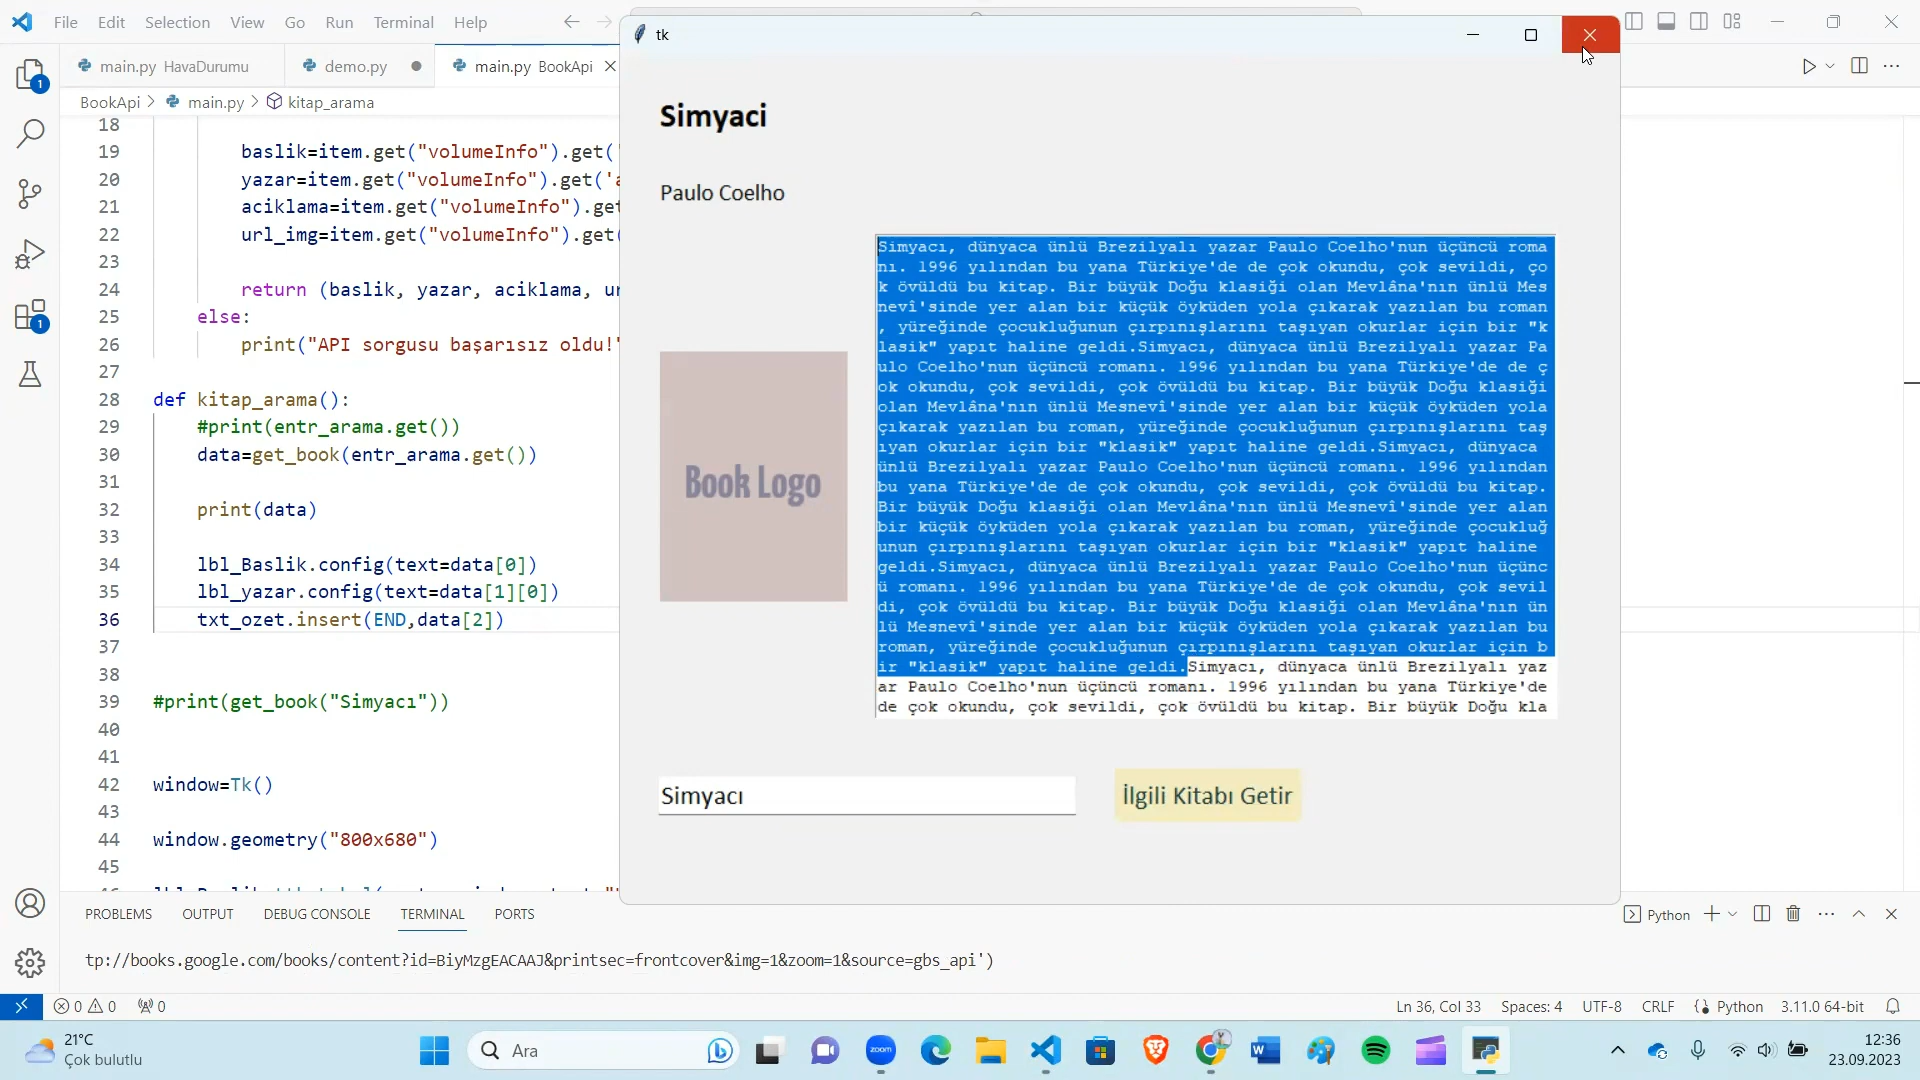 File Edit Selection View Go Run Terminal Help
main.py HavaDurumu
demo.py
main.py BookApi
BookApi > main.py > kitap_arama
18
19 baslik=item.get("volumeInfo").get('
20 yazar=item.get("volumeInfo").get('a
21 aciklama=item.get("volumeInfo").get
22 url_img=item.get("volumeInfo").get(
23
24 return (baslik, yazar, aciklama, ur
25 else:
26 print("API sorgusu başarısız oldu!"
27
28 def kitap_arama():
29 #print(entr_arama.get())
30 data=get_book(entr_arama.get())
31
32 print(data)
33
34 lbl_Baslik.config(text=data[0])
35 lbl_yazar.config(text=data[1][0])
36 txt_ozet.insert(END,data[2])
37
38
39 #print(get_book("Simyacı"))
40
41
42 window=Tk()
43
44 window.geometry("800x680")
45
tk
Simyaci
Paulo Coelho
Book Logo
Simyacı, dünyaca ünlü Brezilyalı yazar Paulo Coelho'nun üçüncü roma
nı. 1996 yılından bu yana Türkiye'de de çok okundu, çok sevildi, ço
k övüldü bu kitap. Bir büyük Doğu klasiği olan Mevlâna'nın ünlü Mes
nevî'sinde yer alan bir küçük öyküden yola çıkarak yazılan bu roman
, yüreğinde çocukluğunun çırpınışlarını taşıyan okurlar için bir "k
lasik" yapıt haline geldi.Simyacı, dünyaca ünlü Brezilyalı yazar Pa
ulo Coelho'nun üçüncü romanı. 1996 yılından bu yana Türkiye'de de ç
ok okundu, çok sevildi, çok övüldü bu kitap. Bir büyük Doğu klasiği
olan Mevlâna'nın ünlü Mesnevî'sinde yer alan bir küçük öyküden yola
çıkarak yazılan bu roman, yüreğinde çocukluğunun çırpınışlarını taş
ıyan okurlar için bir "klasik" yapıt haline geldi.Simyacı, dünyaca
ünlü Brezilyalı yazar Paulo Coelho'nun üçüncü romanı. 1996 yılından
bu yana Türkiye'de de çok okundu, çok sevildi, çok övüldü bu kitap.
Bir büyük Doğu klasiği olan Mevlâna'nın ünlü Mesnevî'sinde yer alan
bir küçük öyküden yola çıkarak yazılan bu roman, yüreğinde çocukluğ
unun çırpınışlarını taşıyan okurlar için bir "klasik" yapıt haline
geldi.Simyacı, dünyaca ünlü Brezilyalı yazar Paulo Coelho'nun üçünc
ü romanı. 1996 yılından bu yana Türkiye'de de çok okundu, çok sevil
di, çok övüldü bu kitap. Bir büyük Doğu klasiği olan Mevlâna'nın ün
lü Mesnevî'sinde yer alan bir küçük öyküden yola çıkarak yazılan bu
roman, yüreğinde çocukluğunun çırpınışlarını taşıyan okurlar için b
ir "klasik" yapıt haline geldi.Simyacı, dünyaca ünlü Brezilyalı yaz
ar Paulo Coelho'nun üçüncü romanı. 1996 yılından bu yana Türkiye'de
de çok okundu, çok sevildi, çok övüldü bu kitap. Bir büyük Doğu kla
Simyacı
İlgili Kitabı Getir
PROBLEMS OUTPUT DEBUG CONSOLE TERMINAL PORTS
Python
tp://books.google.com/books/content?id=BiyMzgEACAAJ&printsec=frontcover&img=1&zoom=1&source=gbs_api')
0 0 0
Ln 36, Col 33 Spaces: 4 UTF-8 CRLF Python 3.11.0 64-bit
21°C
Çok bulutlu
Ara
zoom
12:36
23.09.2023